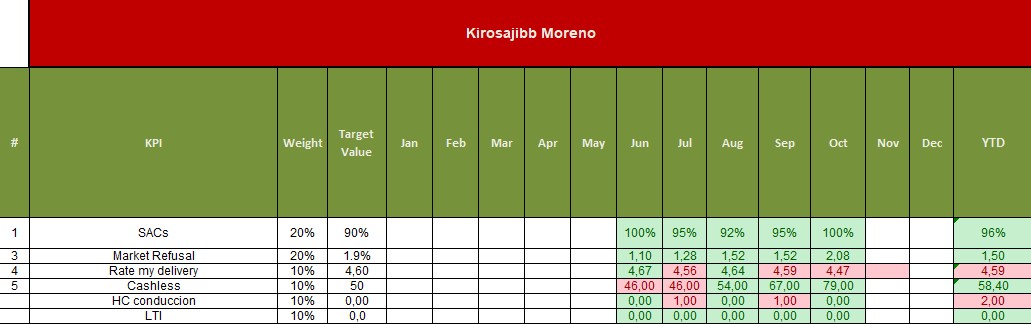 Kirosajibb Moreno
# KPI Weight Target Value Jan Feb Mar Apr May Jun Jul Aug Sep Oct Nov Dec YTD
1 SACs 20% 90% 100% 95% 92% 95% 100% 96%
3 Market Refusal 20% 1.9% 1,10 1,28 1,52 1,52 2,08 1,50
4 Rate my delivery 10% 4,60 4,67 4,56 4,64 4,59 4,47 4,59
5 Cashless 10% 50 46,00 46,00 54,00 67,00 79,00 58,40
HC conduccion 10% 0,00 0,00 1,00 0,00 1,00 0,00 2,00
LTI 10% 0,0 0,00 0,00 0,00 0,00 0,00 0,00